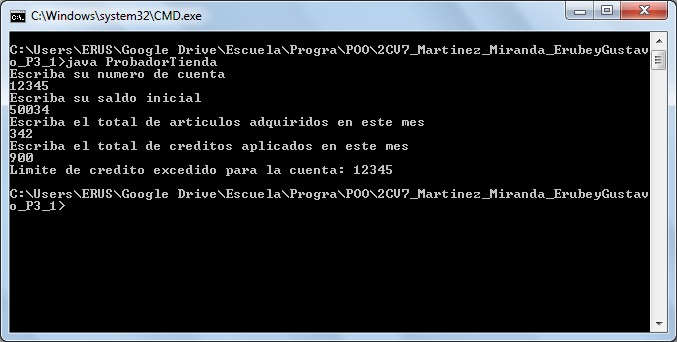 C:\Windows\system32\CMD.exe
C:\Users\ERUS\Google Drive\Escuela\Progra\POO\2CV7_Martinez_Miranda_ErubeyGustav
o_P3_1>java ProbadorTienda
Escriba su numero de cuenta
12345
Escriba su saldo inicial
50034
Escriba el total de articulos adquiridos en este mes
342
Escriba el total de creditos aplicados en este mes
900
Limite de credito excedido para la cuenta: 12345
C:\Users\ERUS\Google Drive\Escuela\Progra\POO\2CV7_Martinez_Miranda_ErubeyGustav
o_P3_1>